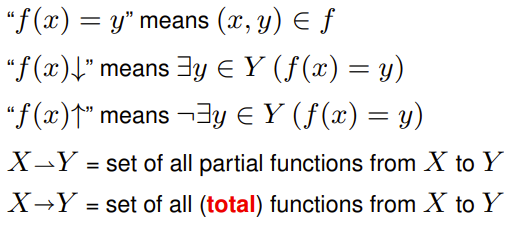 “f(x) = y” means (x, y) ∈ f
“f(x)↓” means ∃y ∈ Y (f(x) = y)
“f(x)↑” means ¬∃y ∈ Y (f(x) = y)
X⇀Y = set of all partial functions from X to Y
X→Y = set of all (total) functions from X to Y